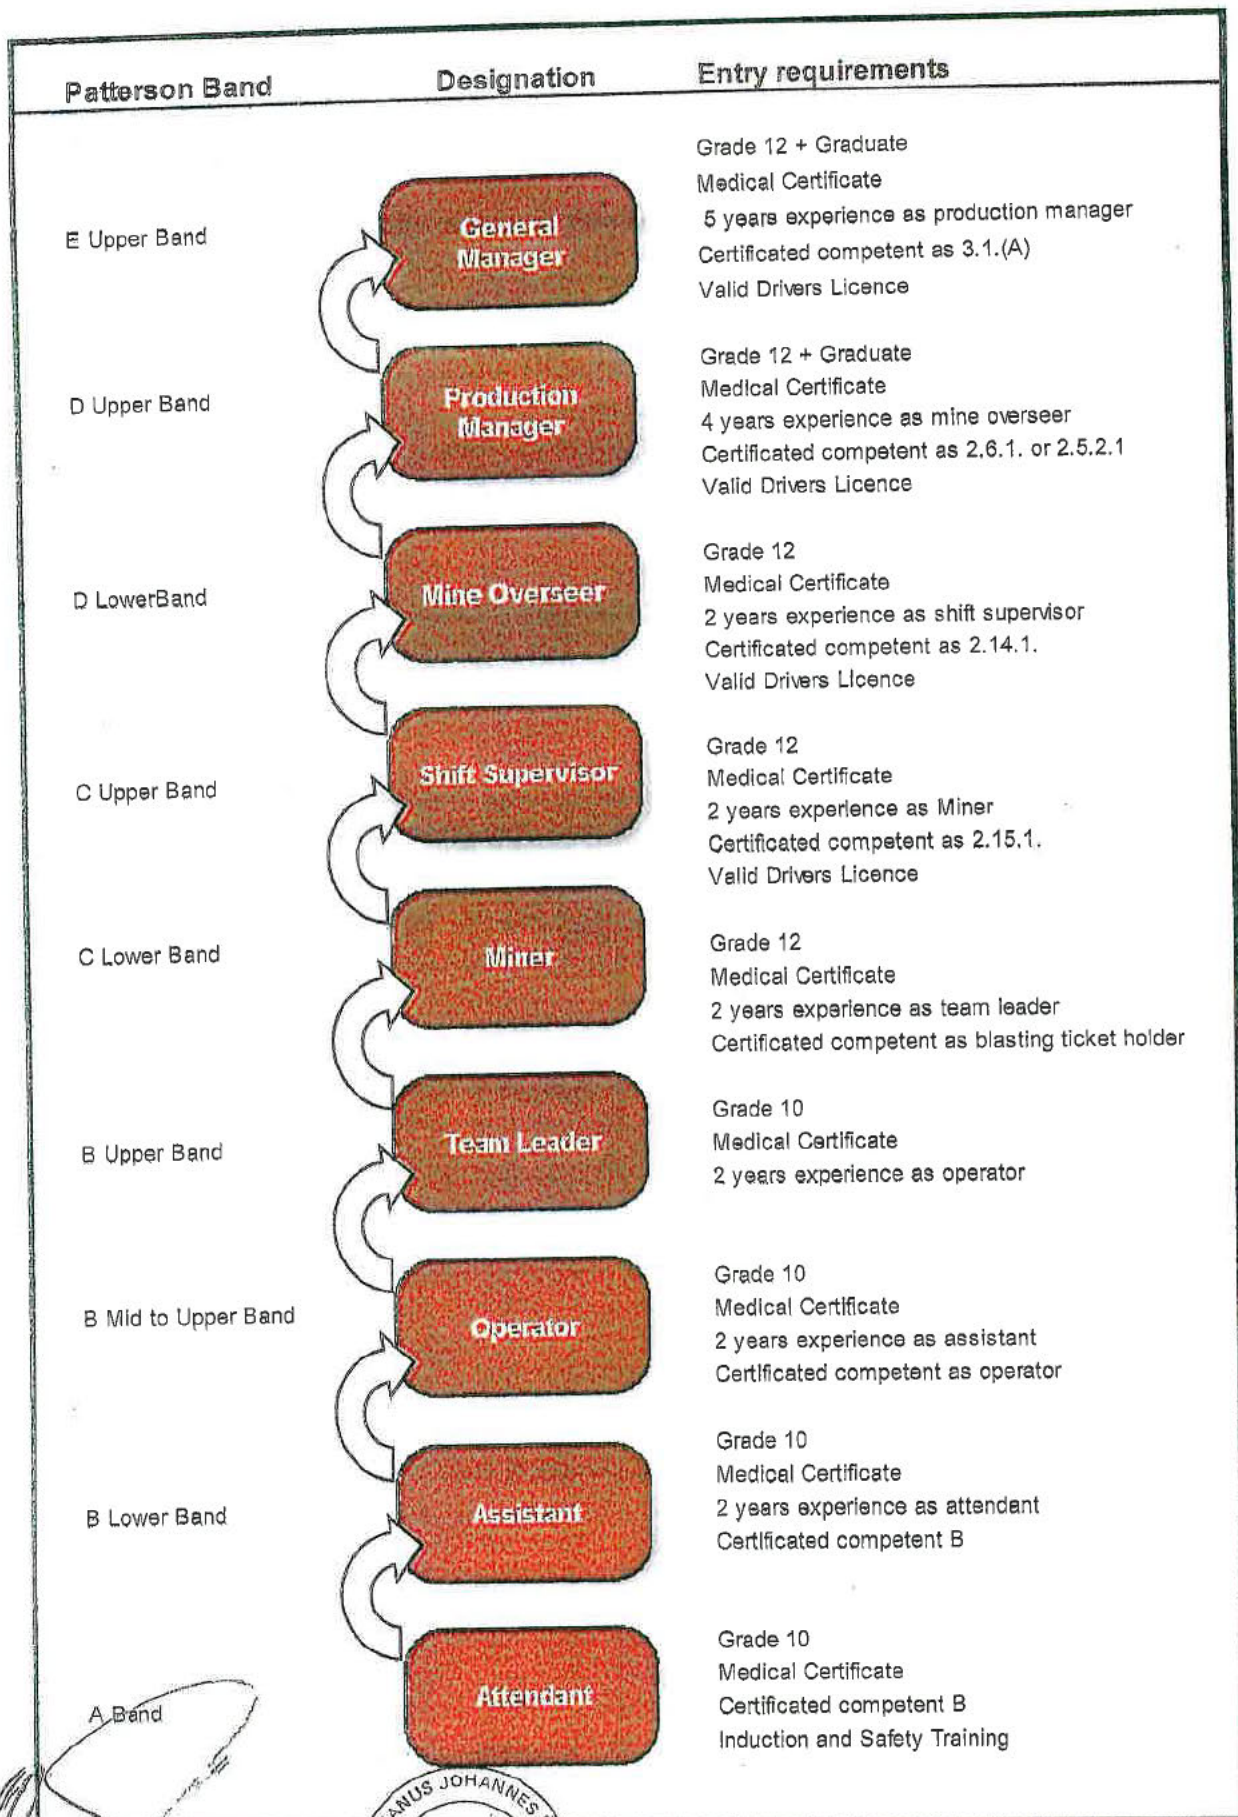 Patterson Band Designation Entry requirements
Grade 12 + Graduate
Medical Certificate
5 years experience as production manager
E Upper Band General Manager
Certificated competent as 3.1.(A)
Valid Drivers Licence
Grade 12 + Graduate
Medical Certificate
D Upper Band Production Manager
4 years experience as mine overseer
Certificated competent as 2.6.1. or 2.5.2.1
Valid Drivers Licence
Grade 12
Medical Certificate
D LowerBand Mine Overseer
2 years experience as shift supervisor
Certificated competent as 2.14.1.
Valid Drivers Licence
Grade 12
Medical Certificate
C Upper Band Shift Supervisor
2 years experience as Miner
Certificated competent as 2.15.1.
Valid Drivers Licence
C Lower Band Miner
Grade 12
Medical Certificate
2 years experience as team leader
Certificated competent as blasting ticket holder
Grade 10
B Upper Band Team Leader
Medical Certificate
2 years experience as operator
Grade 10
B Mid to Upper Band Operator
Medical Certificate
2 years experience as assistant
Certificated competent as operator
Grade 10
Medical Certificate
B Lower Band Assistant
2 years experience as attendant
Certificated competent B
Grade 10
Medical Certificate
A Band Attendant
Certificated competent B
Induction and Safety Training
JOHANNES